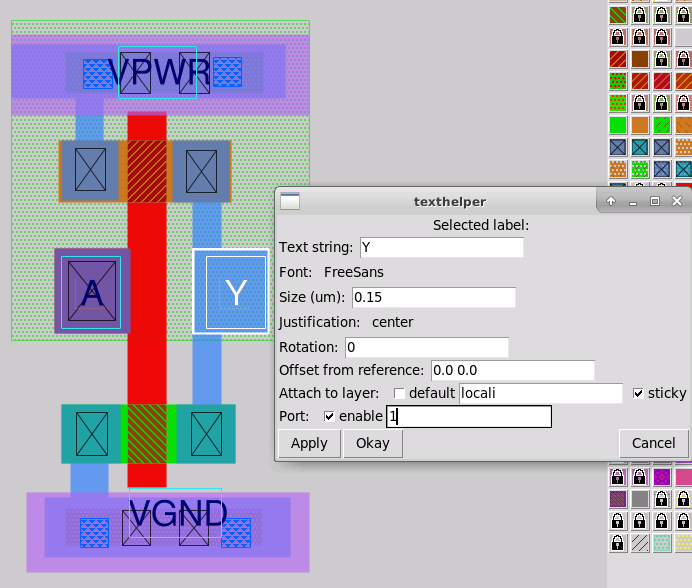 VPWR
texthelper
Selected label:
Text string: Y
Font: FreeSans
Size (um): 0.15
Justification: center
Rotation: 0
Offset from reference: 0.0 0.0
Attach to layer: default locali sticky
Port: enable 1
Apply Okay Cancel
A
Y
VGND